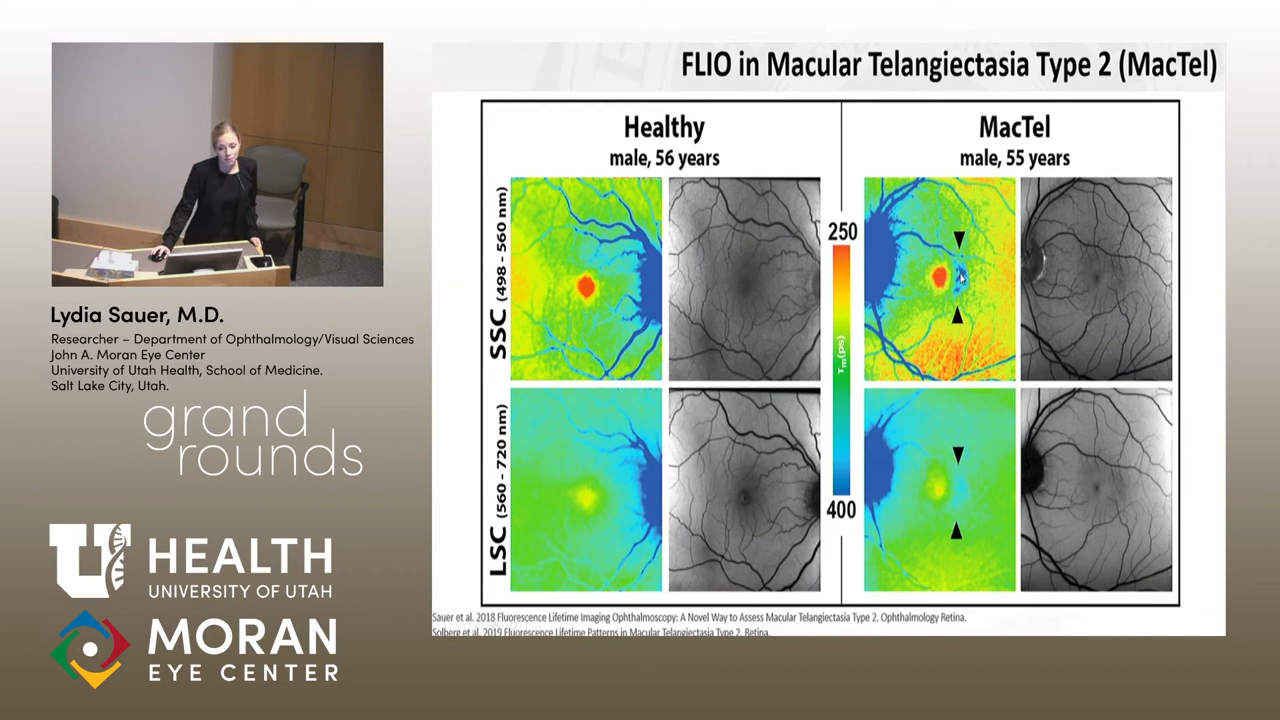 FLIO in Macular Telangiectasia Type 2 (MacTel)
Healthy
male, 56 years
MacTel
male, 55 years
SSC (498 - 560 nm)
LSC (560 - 720 nm)
250
τm(ps)
400
Sauer et al. 2018 Fluorescence Lifetime Imaging Ophthalmoscopy: A Novel Way to Assess Macular Telangiectasia Type 2. Ophthalmology Retina.
Solberg et al. 2019 Fluorescence Lifetime Patterns in Macular Telangiectasia Type 2. Retina.
Lydia Sauer, M.D.
Researcher – Department of Ophthalmology/Visual Sciences
John A. Moran Eye Center
University of Utah Health, School of Medicine.
Salt Lake City, Utah.
grand
rounds
U HEALTH
UNIVERSITY OF UTAH
MORAN
EYE CENTER